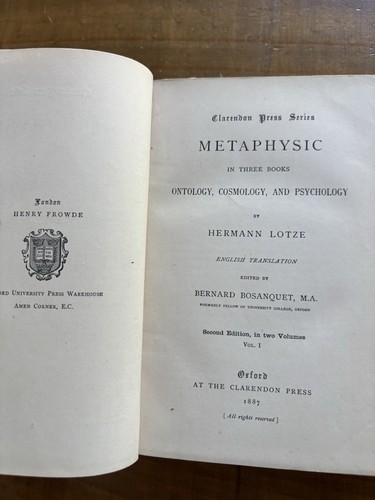 London
HENRY FROWDE
ORD UNIVERSITY PRESS WAREHOUSE
AMEN CORNER, E.C.
Clarendon Press Series
METAPHYSIC
IN THREE BOOKS
ONTOLOGY, COSMOLOGY, AND PSYCHOLOGY
BY
HERMANN LOTZE
ENGLISH TRANSLATION
EDITED BY
BERNARD BOSANQUET, M.A.
FORMERLY FELLOW OF UNIVERSITY COLLEGE, OXFORD
Second Edition, in two Volumes
VOL. I
Oxford
AT THE CLARENDON PRESS
1887
[All rights reserved]